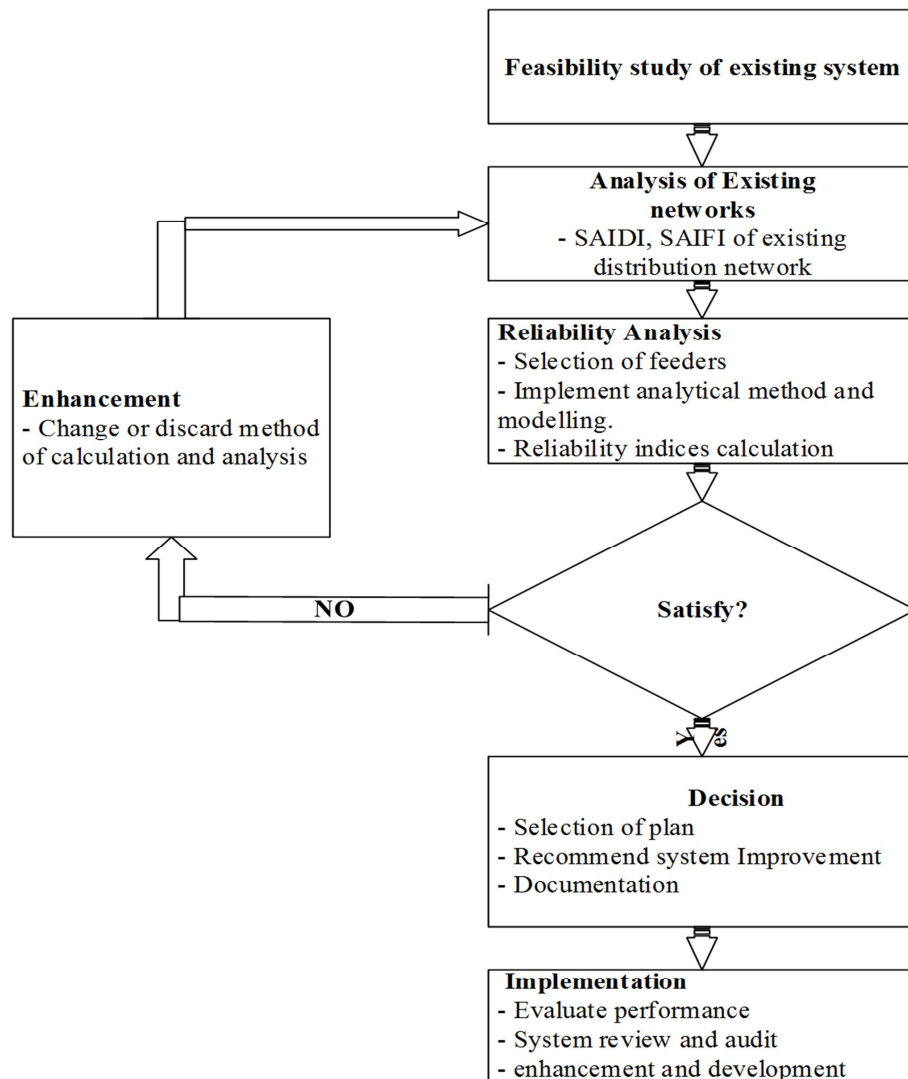 Feasibility study of existing system
Analysis of Existing
networks
- SAIDI, SAIFI of existing
distribution network
Reliability Analysis
- Selection of feeders
- Implement analytical method and
modelling.
- Reliability indices calculation
Enhancement
- Change or discard method
of calculation and analysis
NO
Satisfy?
Yes
Decision
- Selection of plan
- Recommend system Improvement
- Documentation
Implementation
- Evaluate performance
- System review and audit
- enhancement and development